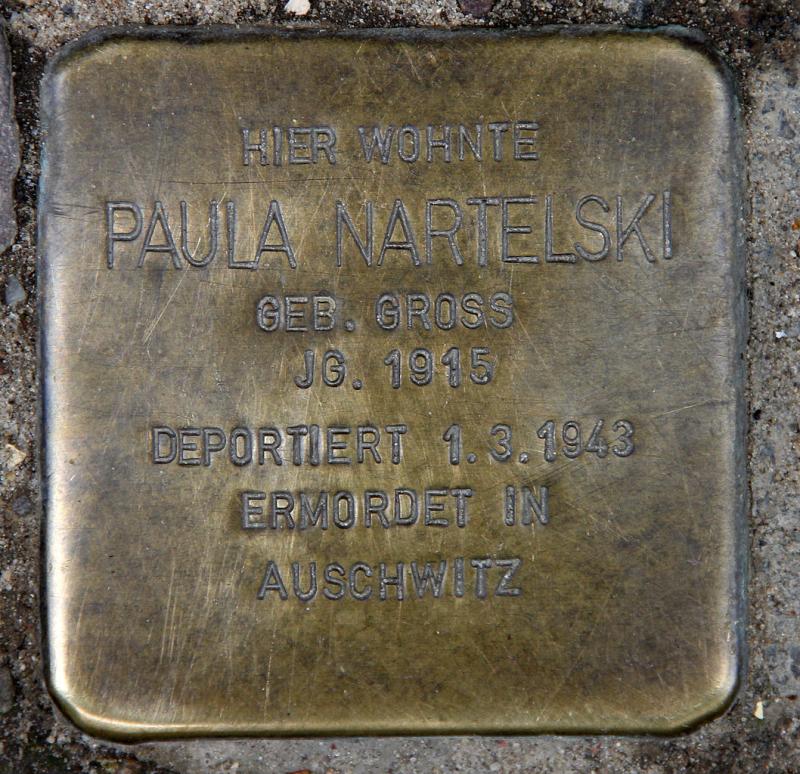 HIER WOHNTE
PAULA NARTELSKI
GEB. GROSS
JG. 1915
DEPORTIERT 1.3.1943
ERMORDET IN
AUSCHWITZ